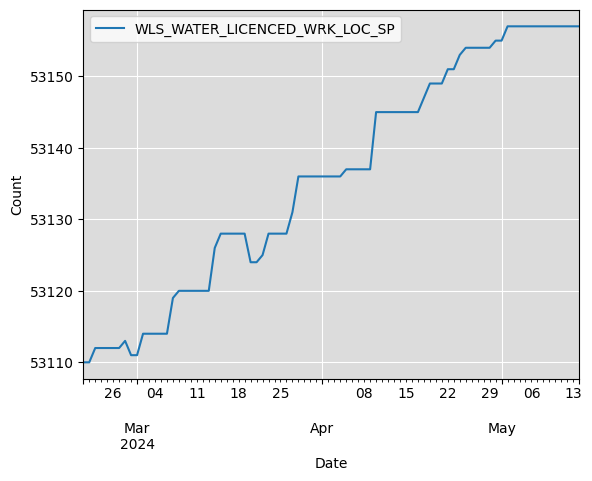 WLS_WATER_LICENCED_WRK_LOC_SP
53150
53140
Count
53130
53120
53110
26 04 11 18 25 08 15 22 29 06 13
Mar Apr May
2024
Date